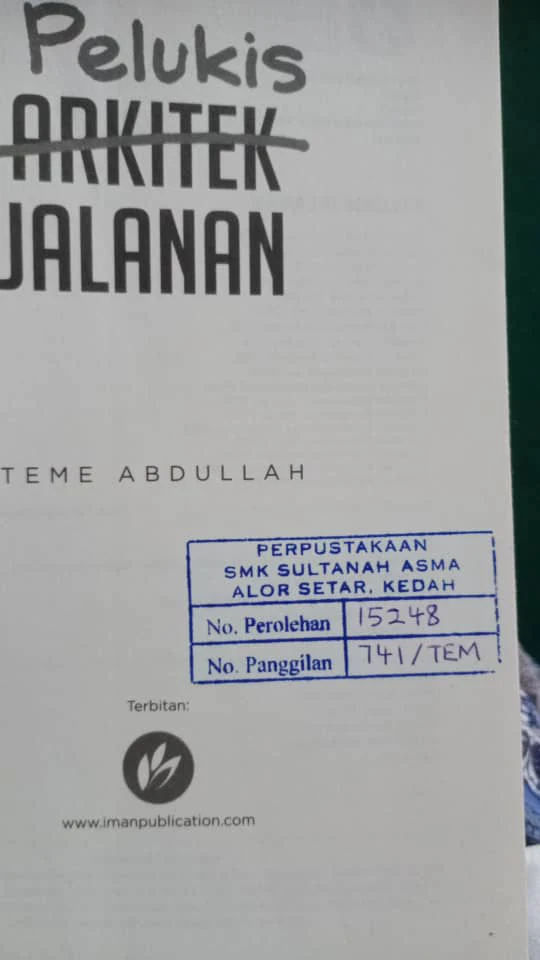 Pelukis
ARKITEK
JALANAN
TEME ABDULLAH
PERPUSTAKAAN
SMK SULTANAH ASMA
ALOR SETAR, KEDAH
No. Perolehan 15248
No. Panggilan 741/TEM
Terbitan:
www.imanpublication.com